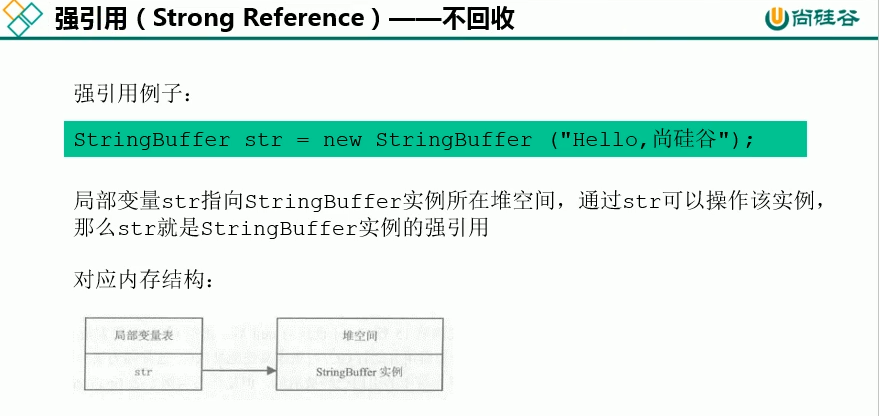 强引用（Strong Reference）——不回收
尚硅谷
强引用例子：
StringBuffer str = new StringBuffer ("Hello,尚硅谷");
局部变量str指向StringBuffer实例所在堆空间，通过str可以操作该实例，
那么str就是StringBuffer实例的强引用
对应内存结构：
局部变量表
堆空间
str
StringBuffer 实例